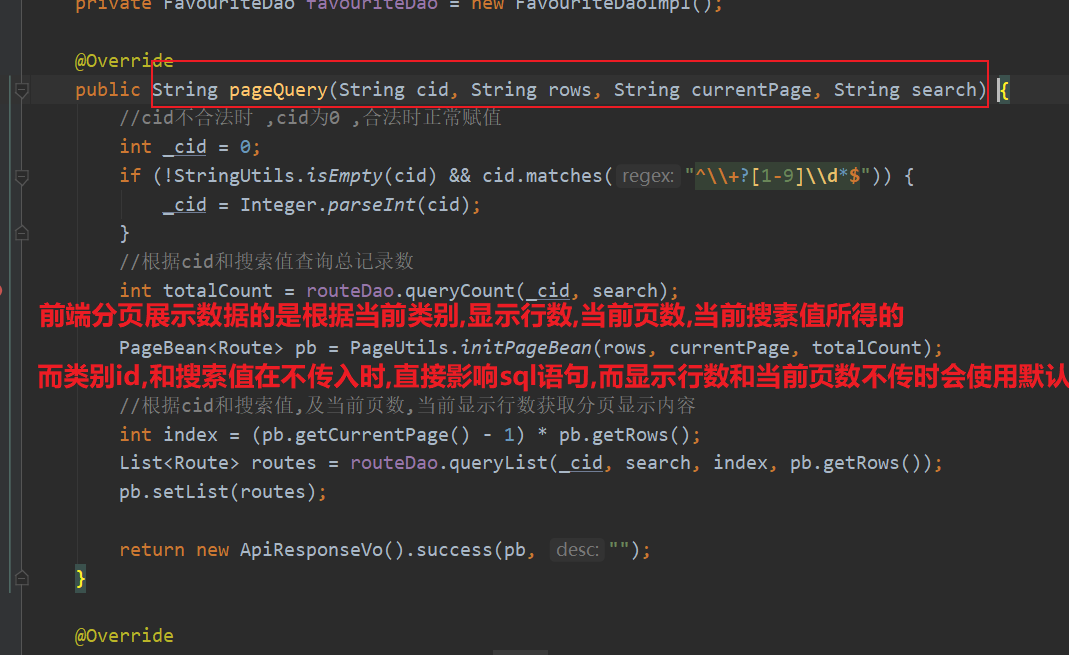 private FavouriteDao favouriteDao = new FavouriteDaoImpl();
@Override
public String pageQuery(String cid, String rows, String currentPage, String search) {
//cid不合法时 ,cid为0 ,合法时正常赋值
int _cid = 0;
if (!StringUtils.isEmpty(cid) && cid.matches( regex: "^\\+?[1-9]\\d*$")) {
_cid = Integer.parseInt(cid);
}
//根据cid和搜索值查询总记录数
int totalCount = routeDao.queryCount(_cid, search);
前端分页展示数据的是根据当前类别,显示行数,当前页数,当前搜素值所得的
PageBean<Route> pb = PageUtils.initPageBean(rows, currentPage, totalCount);
而类别id,和搜索值在不传入时,直接影响sql语句,而显示行数和当前页数不传时会使用默认
//根据cid和搜索值,及当前页数,当前显示行数获取分页显示内容
int index = (pb.getCurrentPage() - 1) * pb.getRows();
List<Route> routes = routeDao.queryList(_cid, search, index, pb.getRows());
pb.setList(routes);
return new ApiResponseVo().success(pb, desc: "");
}
@Override